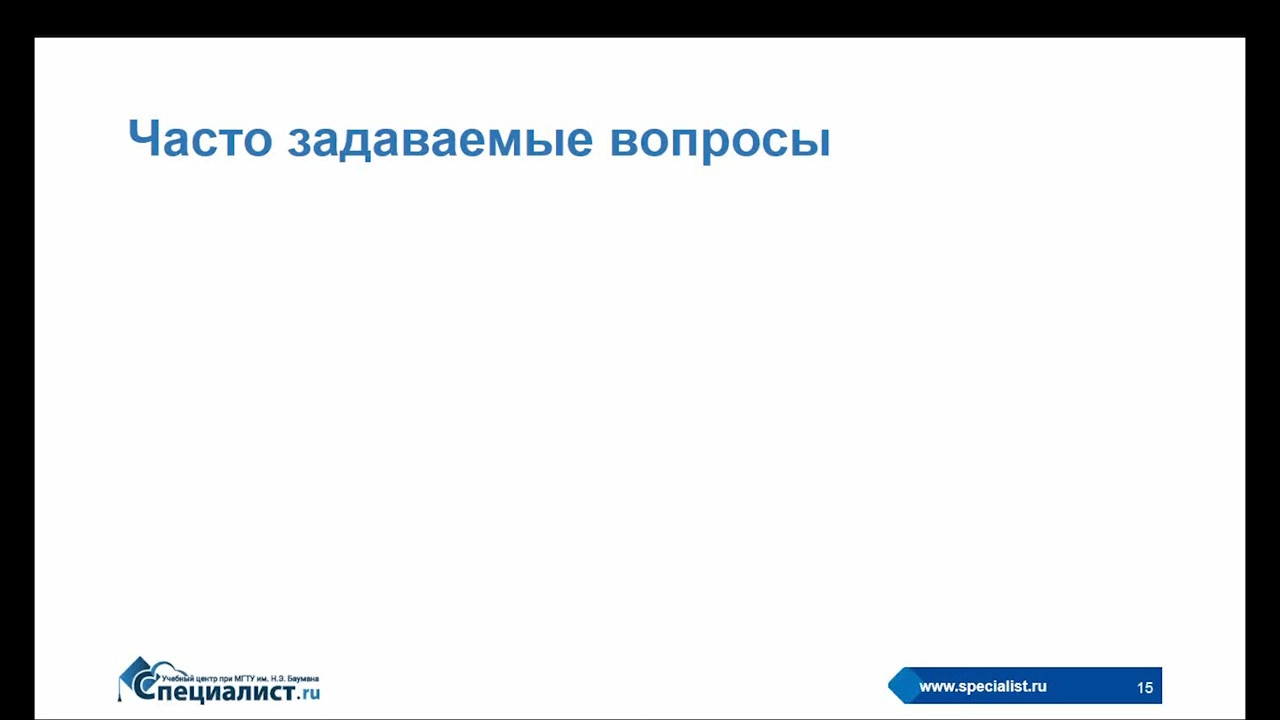 Часто задаваемые вопросы
Учебный центр при МГТУ им. Н.Э. Баумана
Специалист.ru
www.specialist.ru
15